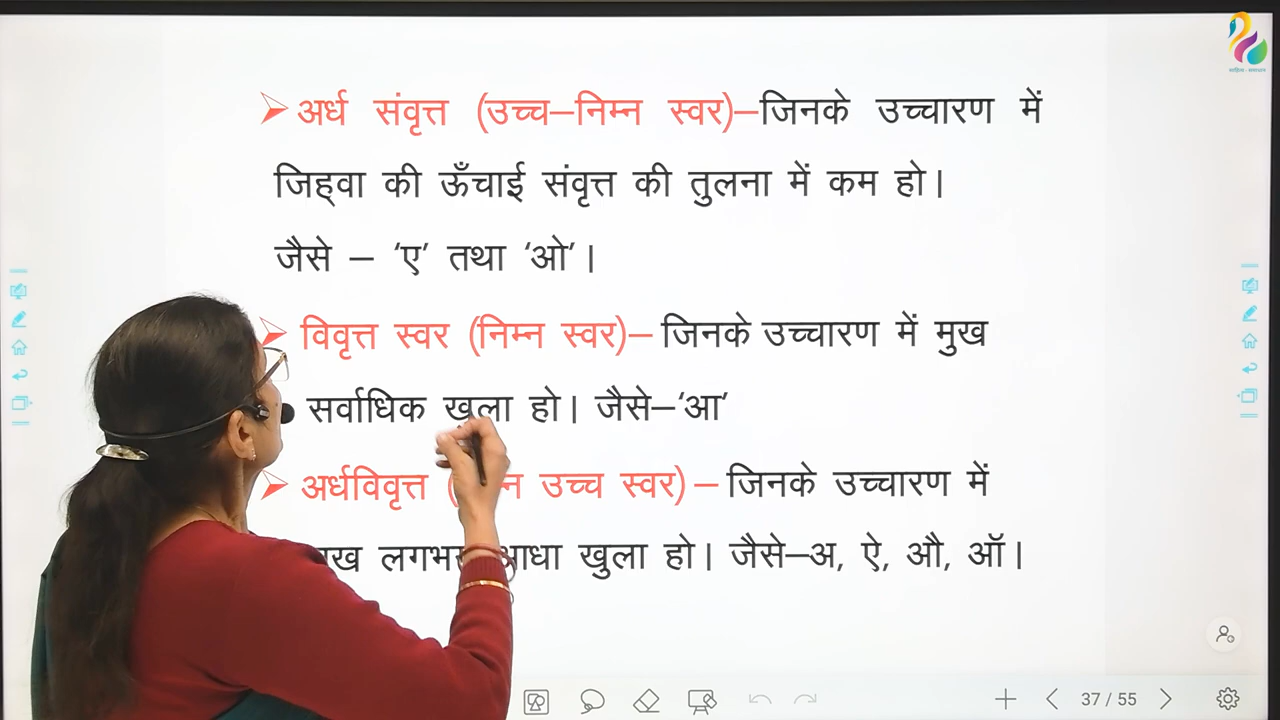 अर्ध संवृत्त (उच्च–निम्न स्वर)–जिनके उच्चारण में
जिह्वा की ऊँचाई संवृत्त की तुलना में कम हो।
जैसे – ‘ए’ तथा ‘ओ’।
विवृत्त स्वर (निम्न स्वर)– जिनके उच्चारण में मुख
सर्वाधिक खुला हो। जैसे–‘आ’
अर्धविवृत्त उच्च स्वर) – जिनके उच्चारण में
आधा खुला हो। जैसे–अ, ऐ, औ, ऑ।
37 / 55